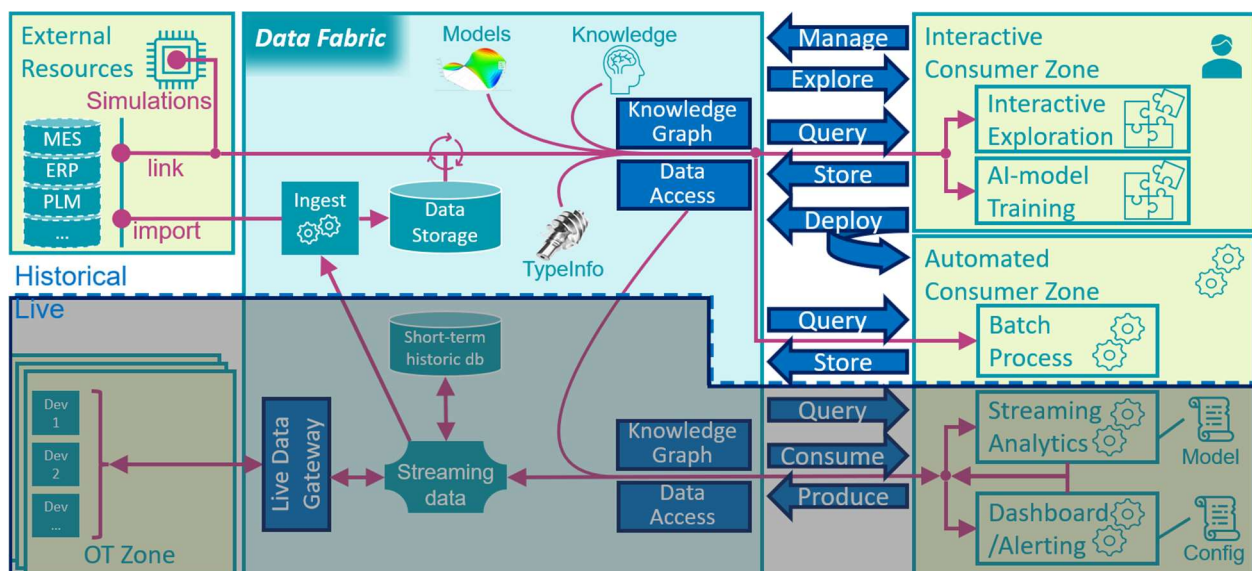 External
Resources
Simulations
MES
ERP
PLM
...
link
import
Data Fabric
Models
Knowledge
Knowledge
Graph
Data
Access
Ingest
Data
Storage
TypeInfo
Manage
Explore
Query
Store
Deploy
Interactive
Consumer Zone
Interactive
Exploration
AI-model
Training
Automated
Consumer Zone
Query
Store
Batch
Process
Historical
Live
Short-term
historic db
Dev
1
Dev
2
Dev
...
OT Zone
Live Data
Gateway
Streaming
data
Knowledge
Graph
Data
Access
Query
Consume
Produce
Streaming
Analytics
Model
Dashboard
/Alerting
Config